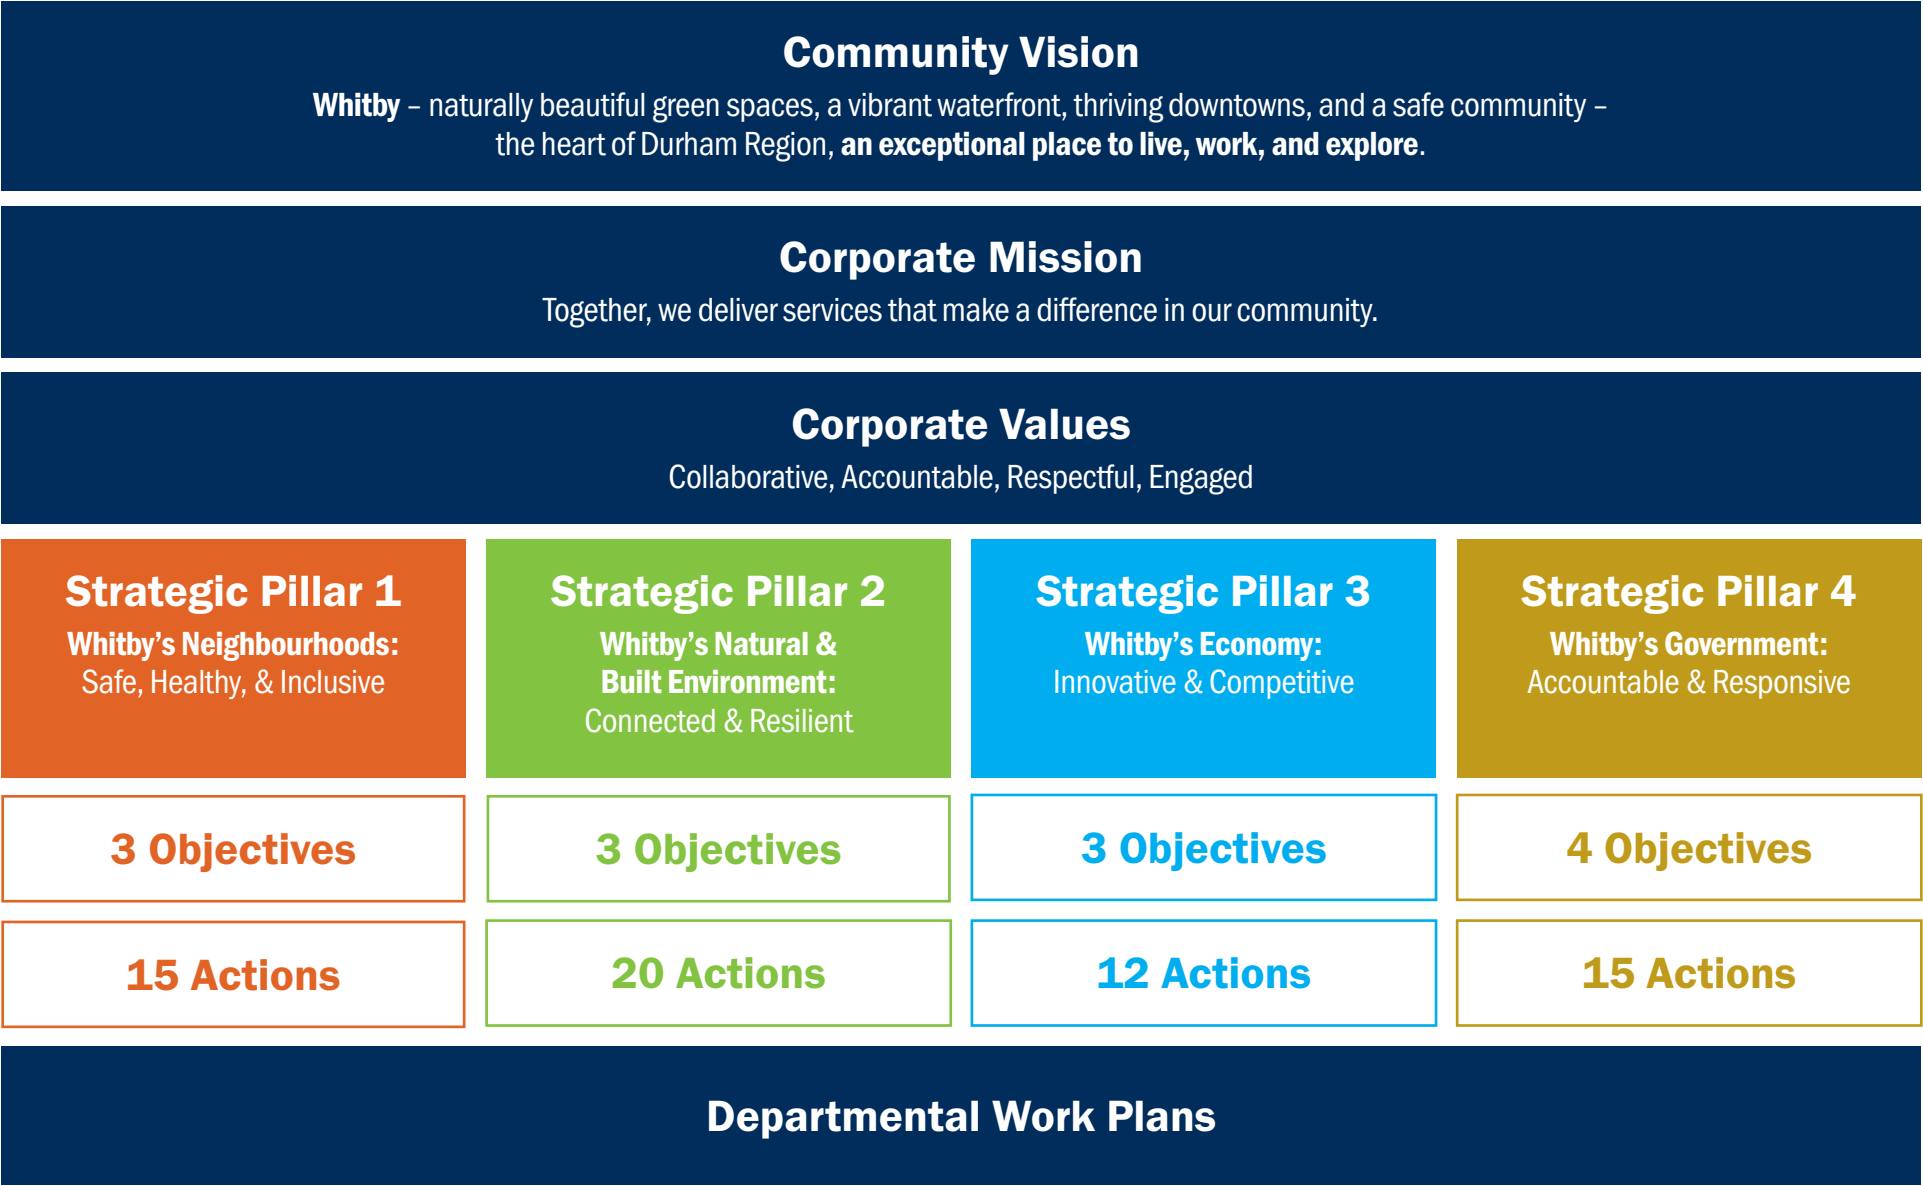 Community Vision
Whitby – naturally beautiful green spaces, a vibrant waterfront, thriving downtowns, and a safe community –
the heart of Durham Region, an exceptional place to live, work, and explore.
Corporate Mission
Together, we deliver services that make a difference in our community.
Corporate Values
Collaborative, Accountable, Respectful, Engaged
Strategic Pillar 1
Whitby’s Neighbourhoods:
Safe, Healthy, & Inclusive
3 Objectives
15 Actions
Strategic Pillar 2
Whitby’s Natural &
Built Environment:
Connected & Resilient
3 Objectives
20 Actions
Strategic Pillar 3
Whitby’s Economy:
Innovative & Competitive
3 Objectives
12 Actions
Strategic Pillar 4
Whitby’s Government:
Accountable & Responsive
4 Objectives
15 Actions
Departmental Work Plans